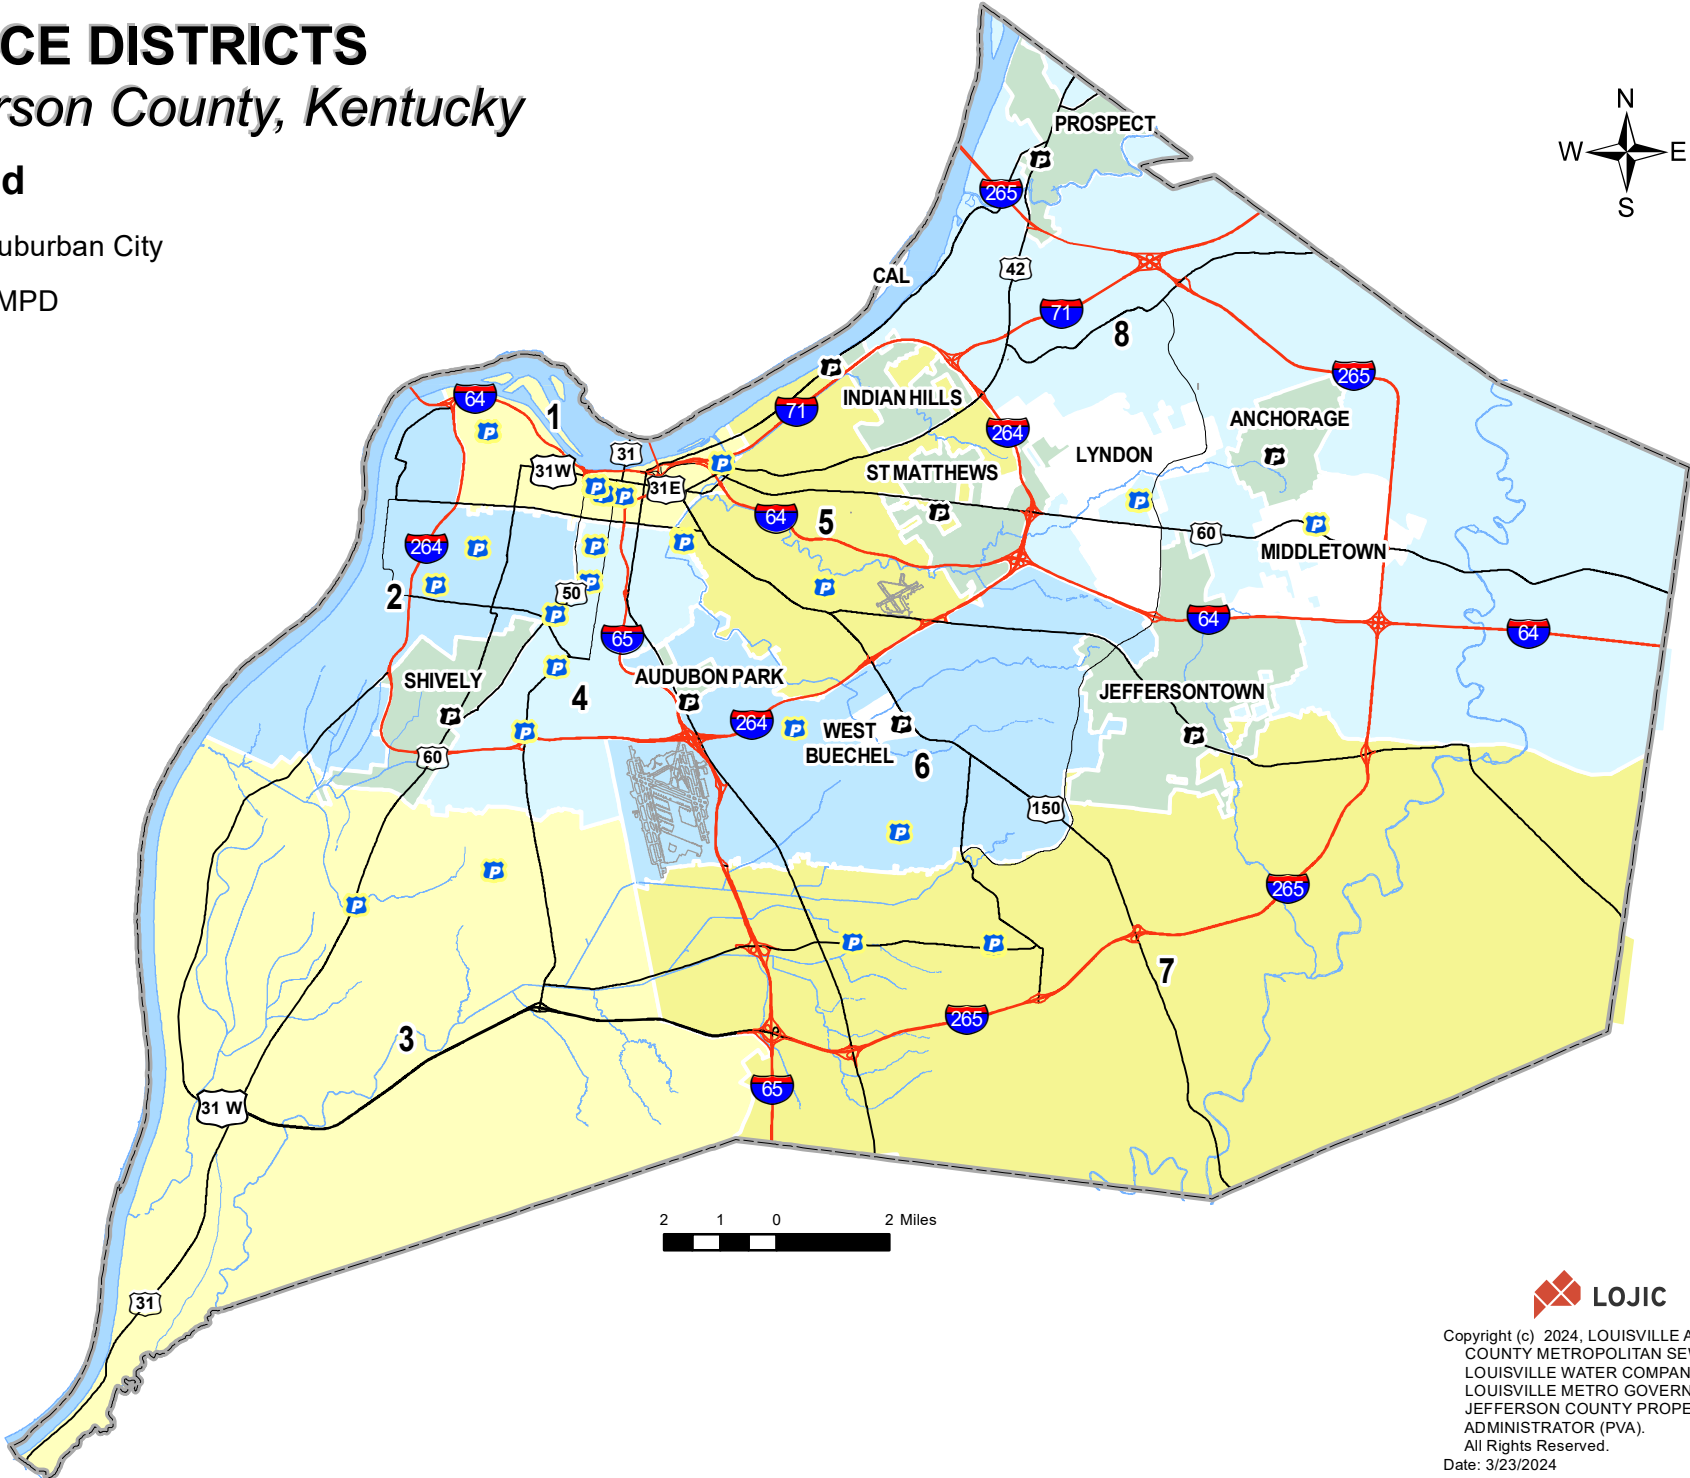 CE DISTRICTS
rson County, Kentucky
d
uburban City
MPD
N
W
E
S
PROSPECT
265
42
CAL
71
8
265
64
1
INDIAN HILLS
71
ANCHORAGE
264
31
LYNDON
31W
ST MATTHEWS
31E
64
5
60
264
MIDDLETOWN
2
50
64
65
64
SHIVELY
AUDUBON PARK
4
JEFFERSONTOWN
264
WEST
BUECHEL
60
6
150
265
7
265
3
65
31 W
2 1 0 2 Miles
31
P
LOJIC
Copyright (c) 2024, LOUISVILLE A
COUNTY METROPOLITAN SE
LOUISVILLE WATER COMPAN
LOUISVILLE METRO GOVERN
JEFFERSON COUNTY PROPE
ADMINISTRATOR (PVA).
All Rights Reserved.
Date: 3/23/2024